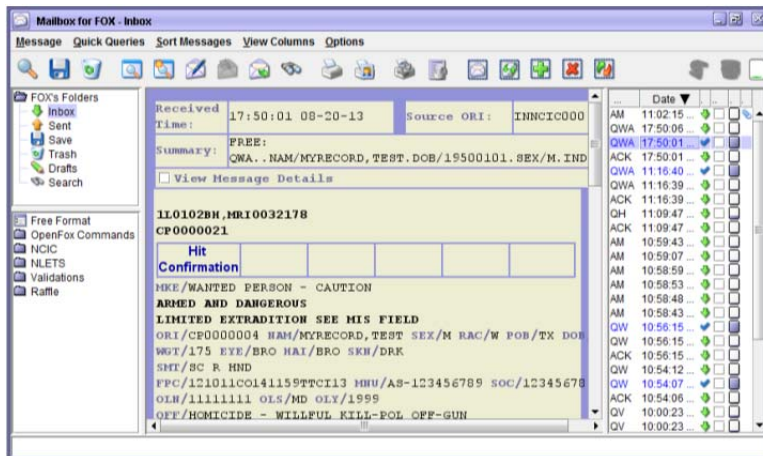 Mailbox for FOX - Inbox
Message Quick Queries Sort Messages View Columns Options
FOX's Folders
Inbox
Sent
Save
Trash
Drafts
Search
Free Format
OpenFox Commands
NCIC
NLETS
Validations
Raffle
Received Time: 17:50:01 08-20-13 Source ORI: INNCIC000
Summary: FREE:
QWA..NAM/MYRECORD,TEST.DOB/19500101.SEX/M.IND
View Message Details
1L0102BH,MRI0032178
CP0000021
Hit Confirmation
MKE/WANTED PERSON - CAUTION
ARMED AND DANGEROUS
LIMITED EXTRADITION SEE MIS FIELD
ORI/CP0000004 NAM/MYRECORD,TEST SEX/M RAC/W POB/TX DOB
WGT/175 EYE/BRO HAI/BRO SKN/DRK
SMT/SC R HND
FPC/121011CO141159TTCI13 MNU/AS-123456789 SOC/12345678
OLN/11111111 OLS/MD OLY/1999
OFF/HOMICIDE - WILLFUL KILL-POL OFF-GUN
... Date
AM 11:02:15 ...
QWA 17:50:06 ...
QWA 17:50:01 ...
ACK 17:50:01 ...
QWA 11:16:40 ...
QWA 11:16:39 ...
ACK 11:16:39 ...
QH 11:09:47 ...
ACK 11:09:47 ...
AM 10:59:43 ...
AM 10:59:07 ...
AM 10:58:59 ...
AM 10:58:53 ...
AM 10:58:48 ...
AM 10:58:43 ...
QW 10:56:15 ...
QW 10:56:15 ...
ACK 10:56:15 ...
QW 10:54:12 ...
QW 10:54:07 ...
ACK 10:54:06 ...
QV 10:00:23 ...
QV 10:00:23 ...